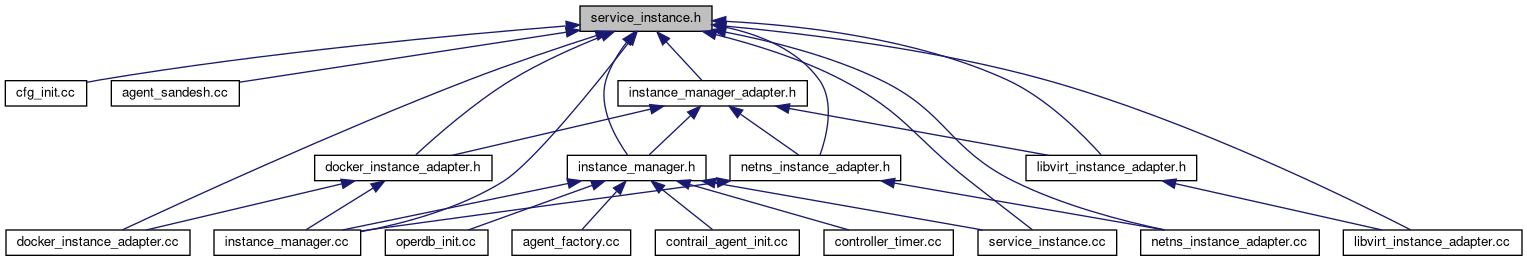 service_instance.h
cfg_init.cc
agent_sandesh.cc
instance_manager_adapter.h
docker_instance_adapter.h
instance_manager.h
netns_instance_adapter.h
libvirt_instance_adapter.h
docker_instance_adapter.cc
instance_manager.cc
operdb_init.cc
agent_factory.cc
contrail_agent_init.cc
controller_timer.cc
service_instance.cc
netns_instance_adapter.cc
libvirt_instance_adapter.cc